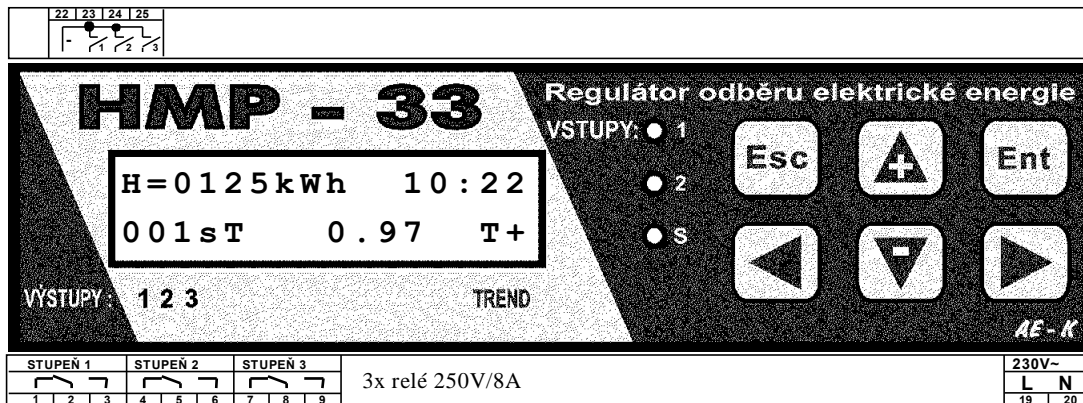 22 23 24 25
- 1 2 3
HMP - 33
Regulátor odběru elektrické energie
VSTUPY: 1
2
S
Esc + Ent
-
H=0125kWh 10:22
001sT 0.97 T+
VÝSTUPY: 1 2 3 TREND
AE - K
STUPEŇ 1 STUPEŇ 2 STUPEŇ 3
1 2 3 4 5 6 7 8 9
3x relé 250V/8A
230V~
L N
19 20